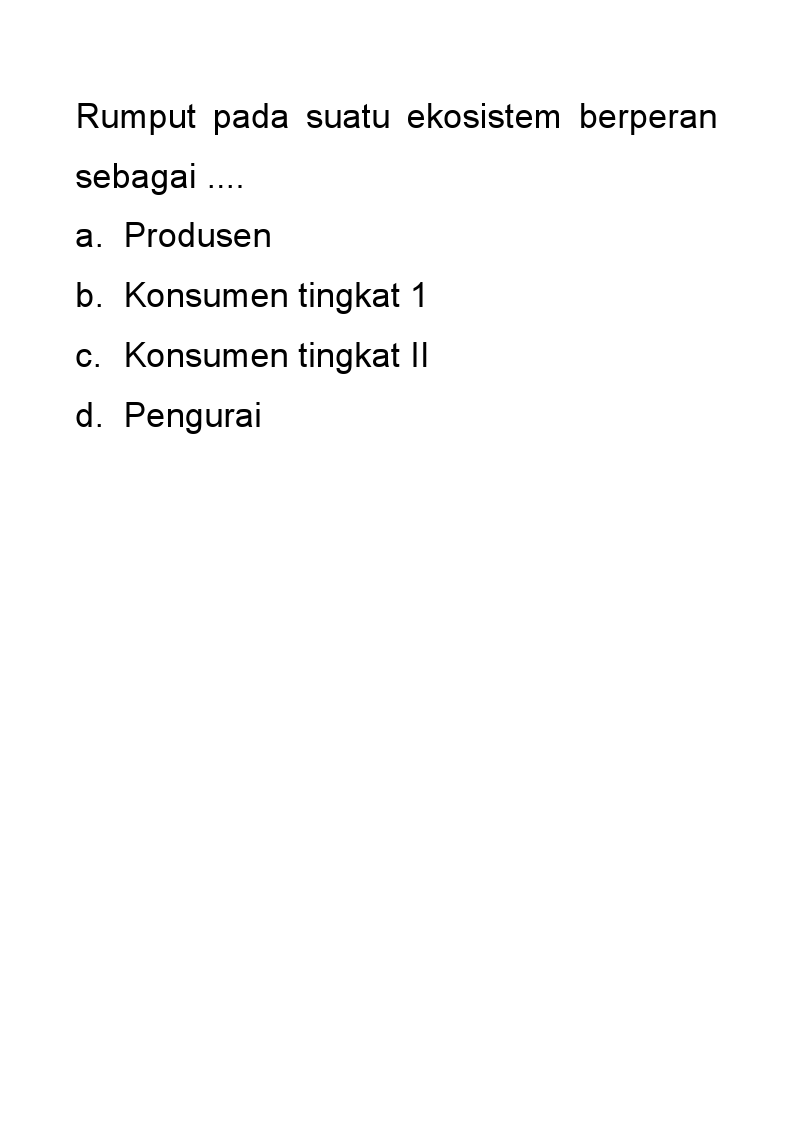 Rumput pada suatu ekosistem berperan
sebagai ....
a. Produsen
b. Konsumen tingkat 1
c. Konsumen tingkat II
d. Pengurai